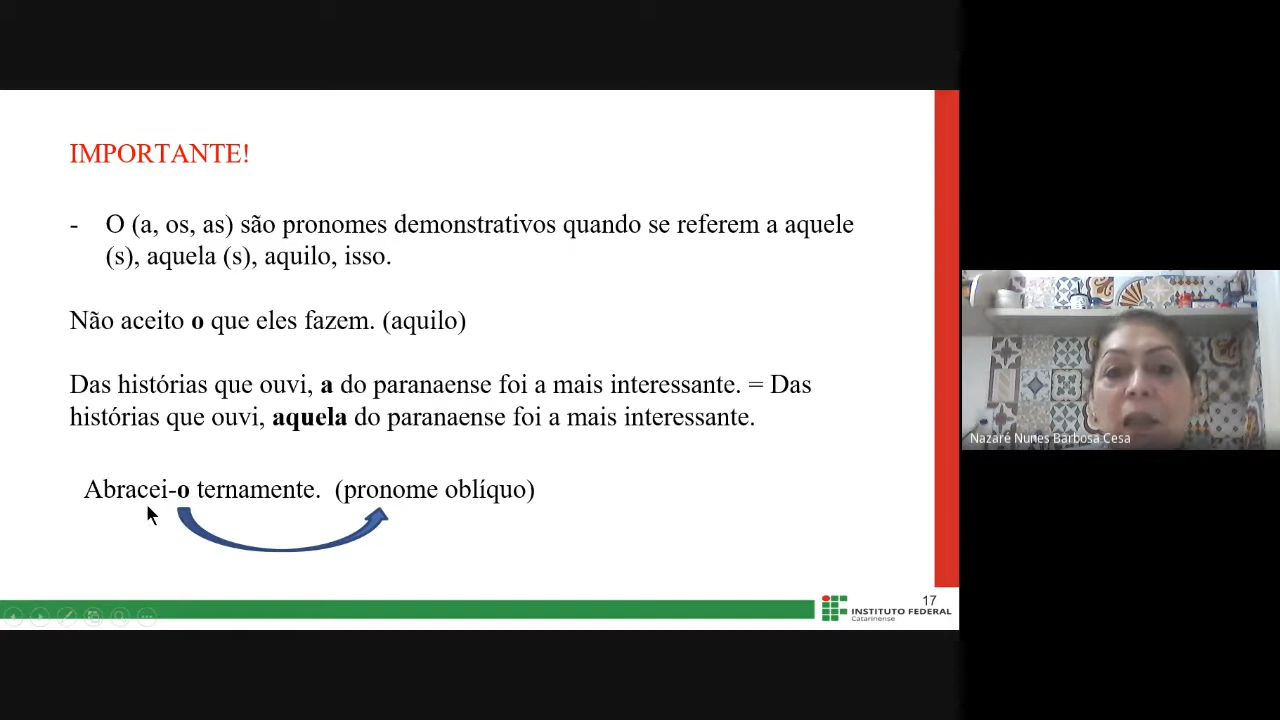 IMPORTANTE!
- O (a, os, as) são pronomes demonstrativos quando se referem a aquele
(s), aquela (s), aquilo, isso.
Não aceito o que eles fazem. (aquilo)
Das histórias que ouvi, a do paranaense foi a mais interessante. = Das
histórias que ouvi, aquela do paranaense foi a mais interessante.
Abracei-o ternamente. (pronome oblíquo)
17
INSTITUTO FEDERAL
Catarinense
Nazaré Nunes Barbosa Cesa